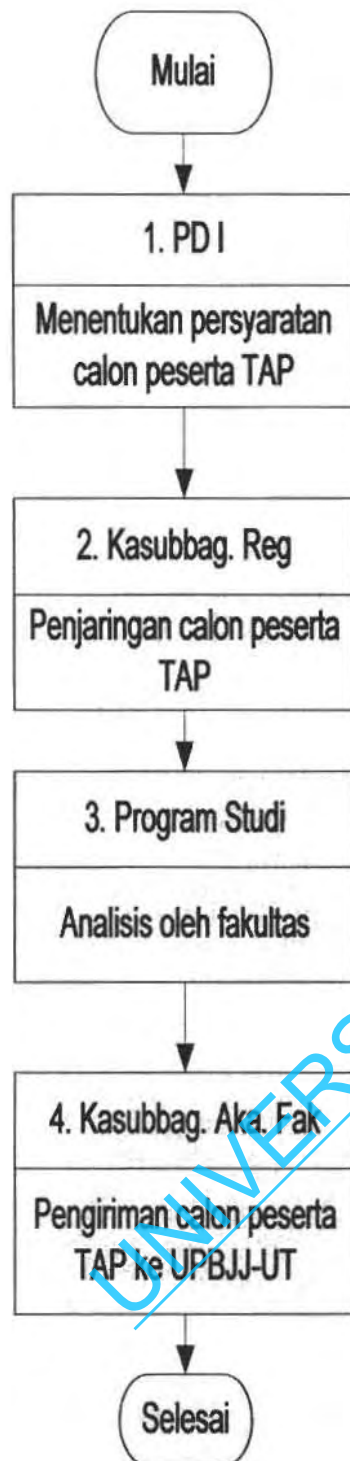 Mulai
1. PD I
Menentukan persyaratan
calon peserta TAP
2. Kasubbag. Reg
Penjaringan calon peserta
TAP
3. Program Studi
Analisis oleh fakultas
4. Kasubbag. Aka. Fak
Pengiriman calon peserta
TAP ke UPBJJ-UT
Selesai
UNIVERS